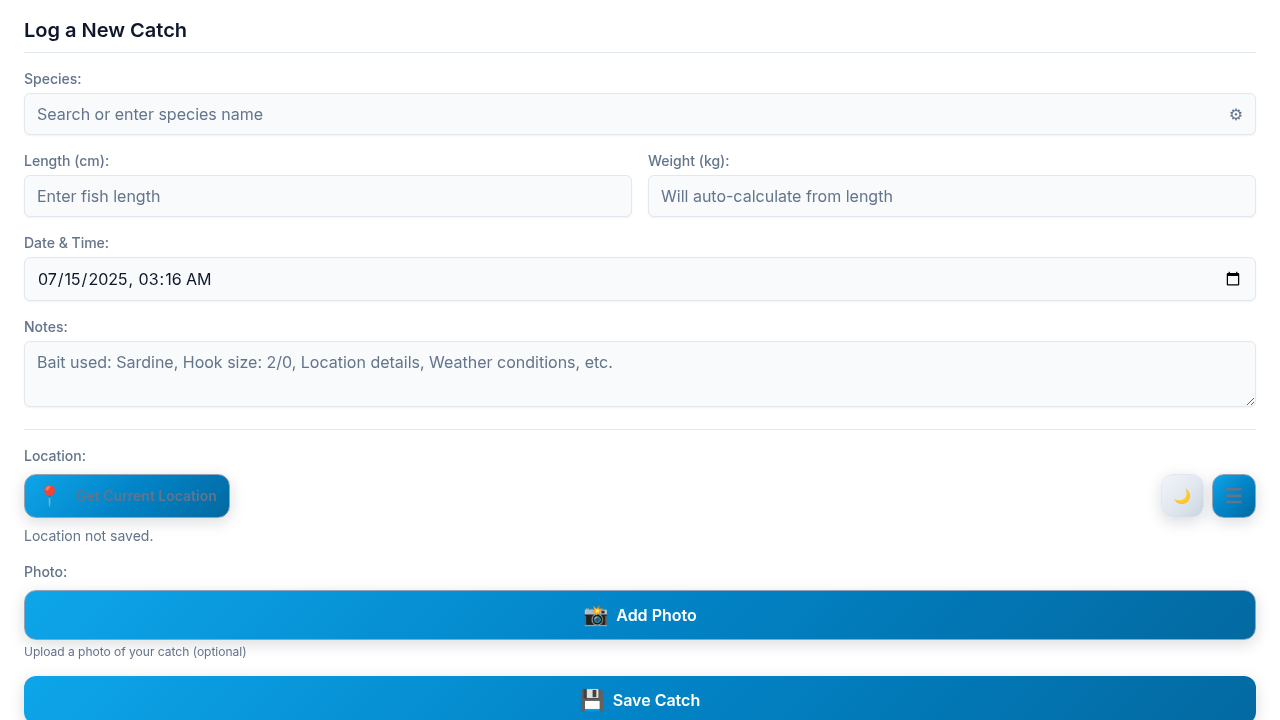 Log a New Catch
Species:
Search or enter species name
Length (cm):
Weight (kg):
Enter fish length
Will auto-calculate from length
Date & Time:
07/15/2025, 03:16 AM
Notes:
Bait used: Sardine, Hook size: 2/0, Location details, Weather conditions, etc.
Location:
Get Current Location
Location not saved.
Photo:
Add Photo
Upload a photo of your catch (optional)
Save Catch